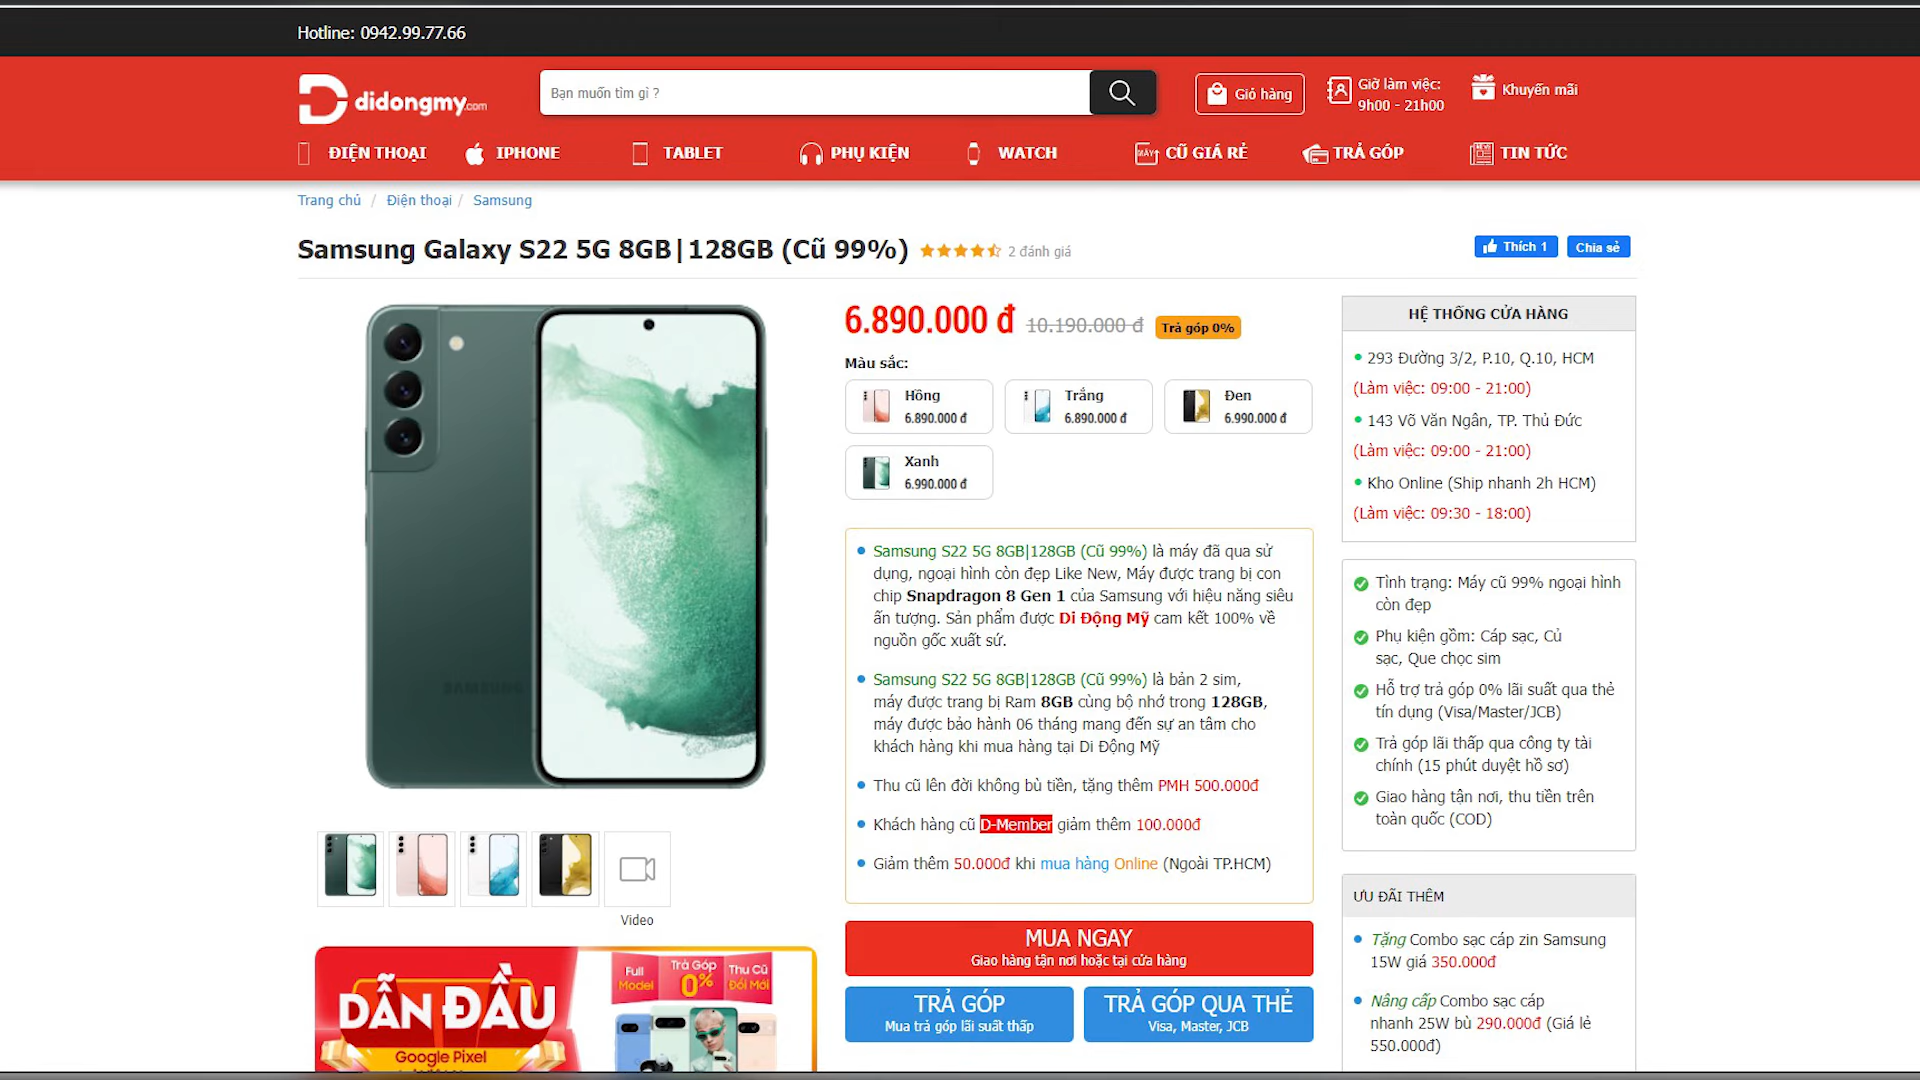 Hotline: 0942.99.77.66
didongmy.com
Bạn muốn tìm gì ?
Giỏ hàng
Giờ làm việc:
9h00 - 21h00
Khuyến mãi
ĐIỆN THOẠI
IPHONE
TABLET
PHỤ KIỆN
WATCH
CŨ GIÁ RẺ
TRẢ GÓP
TIN TỨC
Trang chủ / Điện thoại / Samsung
Samsung Galaxy S22 5G 8GB|128GB (Cũ 99%)
2 đánh giá
Thích 1
Chia sẻ
6.890.000 đ
10.190.000 đ
Trả góp 0%
Màu sắc:
Hồng
6.890.000 đ
Trắng
6.890.000 đ
Đen
6.990.000 đ
Xanh
6.990.000 đ
Samsung S22 5G 8GB|128GB (Cũ 99%) là máy đã qua sử
dụng, ngoại hình còn đẹp Like New, Máy được trang bị con
chip Snapdragon 8 Gen 1 của Samsung với hiệu năng siêu
ấn tượng. Sản phẩm được Di Động Mỹ cam kết 100% về
nguồn gốc xuất sứ.
Samsung S22 5G 8GB|128GB (Cũ 99%) là bản 2 sim,
máy được trang bị Ram 8GB cùng bộ nhớ trong 128GB,
máy được bảo hành 06 tháng mang đến sự an tâm cho
khách hàng khi mua hàng tại Di Động Mỹ
Thu cũ lên đời không bù tiền, tặng thêm PMH 500.000đ
Khách hàng cũ D-Member giảm thêm 100.000đ
Giảm thêm 50.000đ khi mua hàng Online (Ngoài TP.HCM)
MUA NGAY
Giao hàng tận nơi hoặc tại cửa hàng
TRẢ GÓP
Mua trả góp lãi suất thấp
TRẢ GÓP QUA THẺ
Visa, Master, JCB
HỆ THỐNG CỬA HÀNG
293 Đường 3/2, P.10, Q.10, HCM
(Làm việc: 09:00 - 21:00)
143 Võ Văn Ngân, TP. Thủ Đức
(Làm việc: 09:00 - 21:00)
Kho Online (Ship nhanh 2h HCM)
(Làm việc: 09:30 - 18:00)
Tình trạng: Máy cũ 99% ngoại hình
còn đẹp
Phụ kiện gồm: Cáp sạc, Củ
sạc, Que chọc sim
Hỗ trợ trả góp 0% lãi suất qua thẻ
tín dụng (Visa/Master/JCB)
Trả góp lãi thấp qua công ty tài
chính (15 phút duyệt hồ sơ)
Giao hàng tận nơi, thu tiền trên
toàn quốc (COD)
ƯU ĐÃI THÊM
Tặng Combo sạc cáp zin Samsung
15W giá 350.000đ
Nâng cấp Combo sạc cáp
nhanh 25W bù 290.000đ (Giá lẻ
550.000đ)
SAMSUNG
Video
DẪN ĐẦU
Google Pixel
Full
Model
Trả Góp
0%
Thu Cũ
Đổi Mới